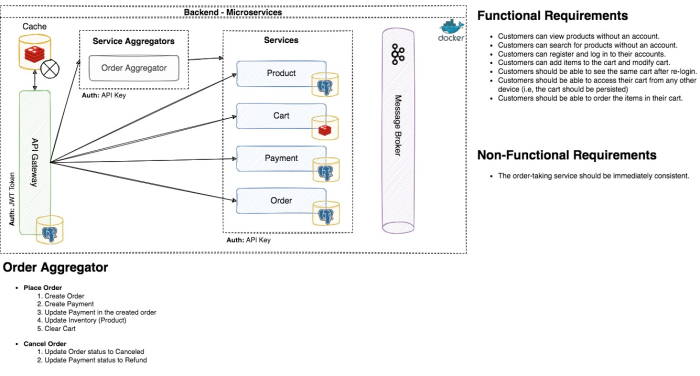 Backend - Microservices
Cache
Service Aggregators
Order Aggregator
Auth: API Key
Services
Product
Cart
Payment
Order
Auth: API Key
API Gateway
Auth: JWT Token
Message Broker
docker
Functional Requirements
• Customers can view products without an account.
• Customers can search for products without an account.
• Customers can register and log in to their accounts.
• Customers can add items to the cart and modify cart.
• Customers should be able to see the same cart after re-login.
• Customers should be able to access their cart from any other
device (i.e, the cart should be persisted)
• Customers should be able to order the items in their cart.
Non-Functional Requirements
• The order-taking service should be immediately consistent.
Order Aggregator
• Place Order
1. Create Order
2. Create Payment
3. Update Payment in the created order
4. Update Inventory (Product)
5. Clear Cart
• Cancel Order
1. Update Order status to Canceled
2. Update Payment status to Refund